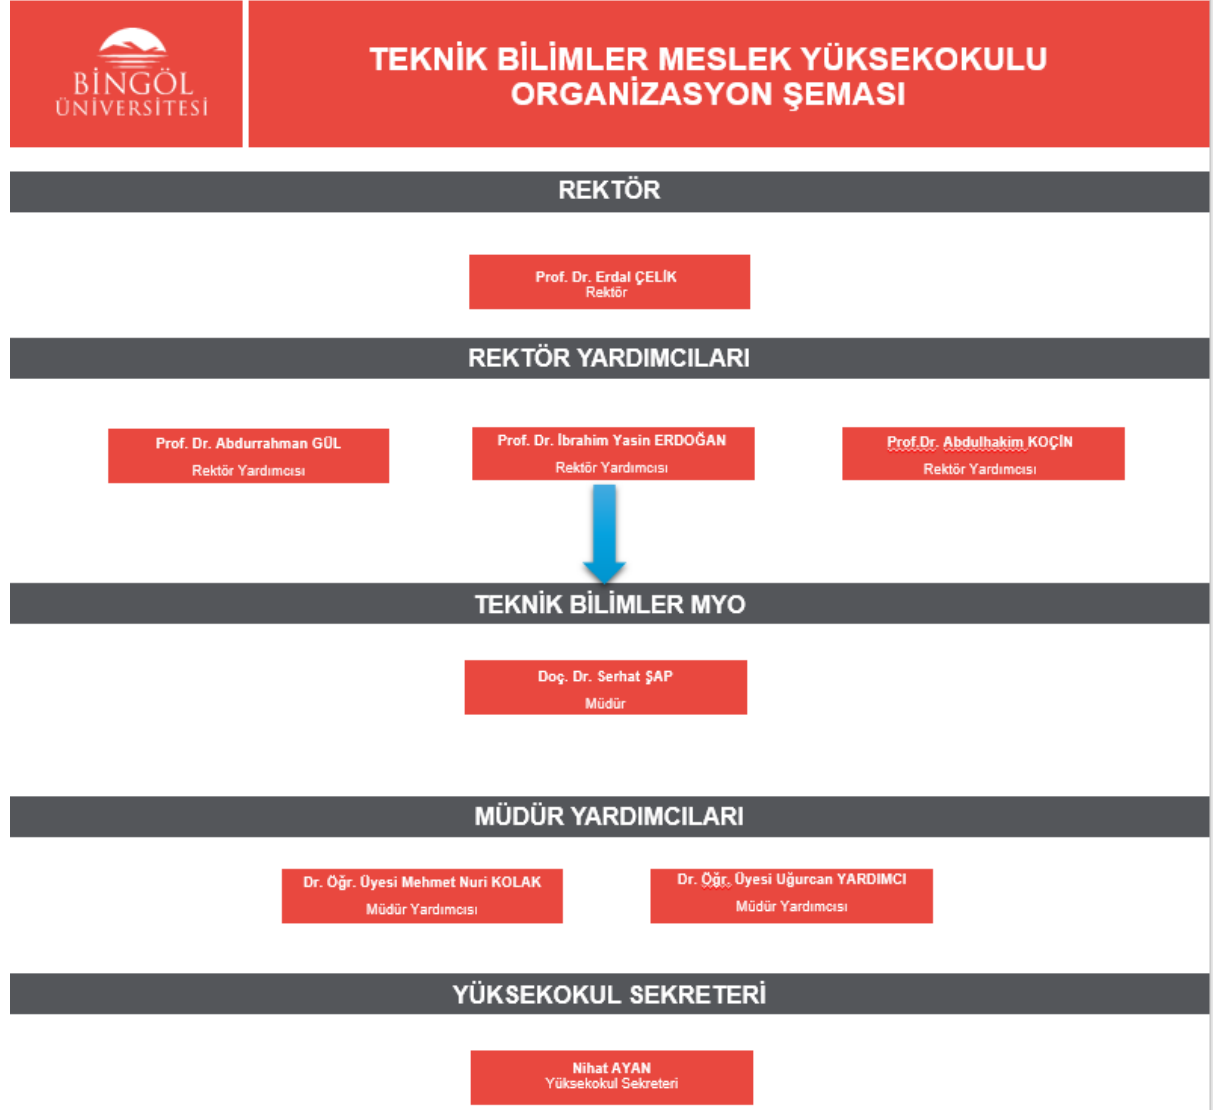 BİNGÖL
ÜNİVERSİTESİ
TEKNİK BİLİMLER MESLEK YÜKSEKOKULU
ORGANİZASYON ŞEMASI
REKTÖR
Prof. Dr. Erdal ÇELİK
Rektör
REKTÖR YARDIMCILARI
Prof. Dr. Abdurrahman GÜL
Rektör Yardımcısı
Prof. Dr. İbrahim Yasin ERDOĞAN
Rektör Yardımcısı
Prof.Dr. Abdulhakim KOÇİN
Rektör Yardımcısı
TEKNİK BİLİMLER MYO
Doç. Dr. Serhat ŞAP
Müdür
MÜDÜR YARDIMCILARI
Dr. Öğr. Üyesi Mehmet Nuri KOLAK
Müdür Yardımcısı
Dr. Öğr. Üyesi Uğurcan YARDIMCI
Müdür Yardımcısı
YÜKSEKOKUL SEKRETERİ
Nihat AYAN
Yüksekokul Sekreteri